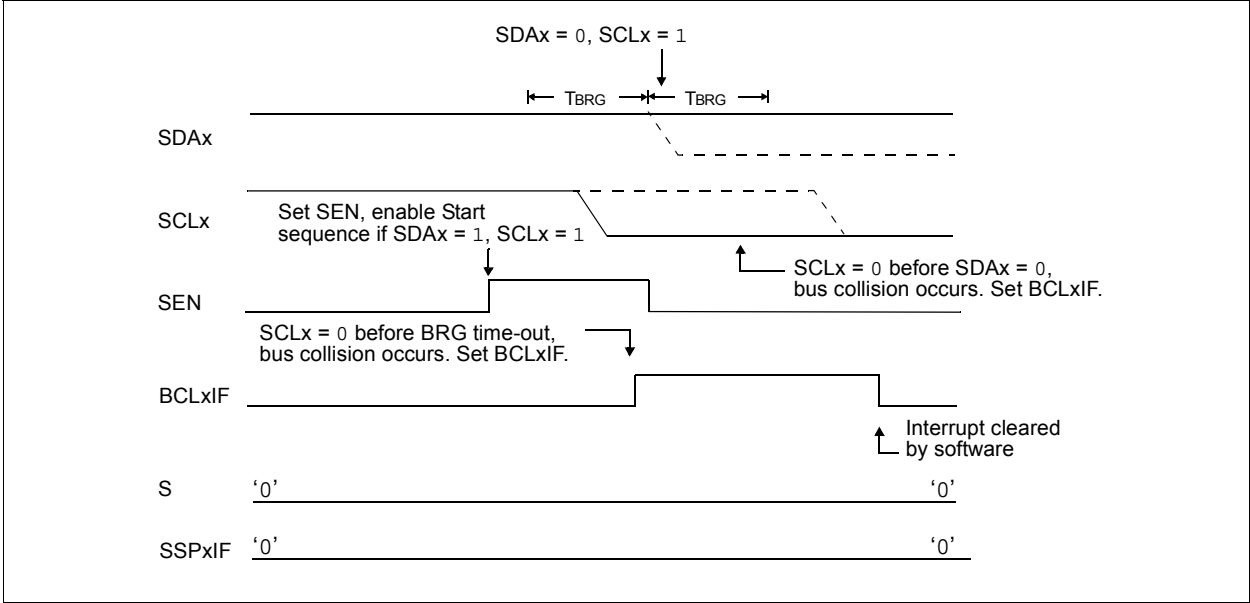 SDAx = 0, SCLx = 1
TBRG TBRG
SDAx
SCLx
Set SEN, enable Start
sequence if SDAx = 1, SCLx = 1
SCLx = 0 before SDAx = 0,
bus collision occurs. Set BCLxIF.
SEN
SCLx = 0 before BRG time-out,
bus collision occurs. Set BCLxIF.
BCLxIF
Interrupt cleared
by software
S ‘0’ ‘0’
SSPxIF ‘0’ ‘0’